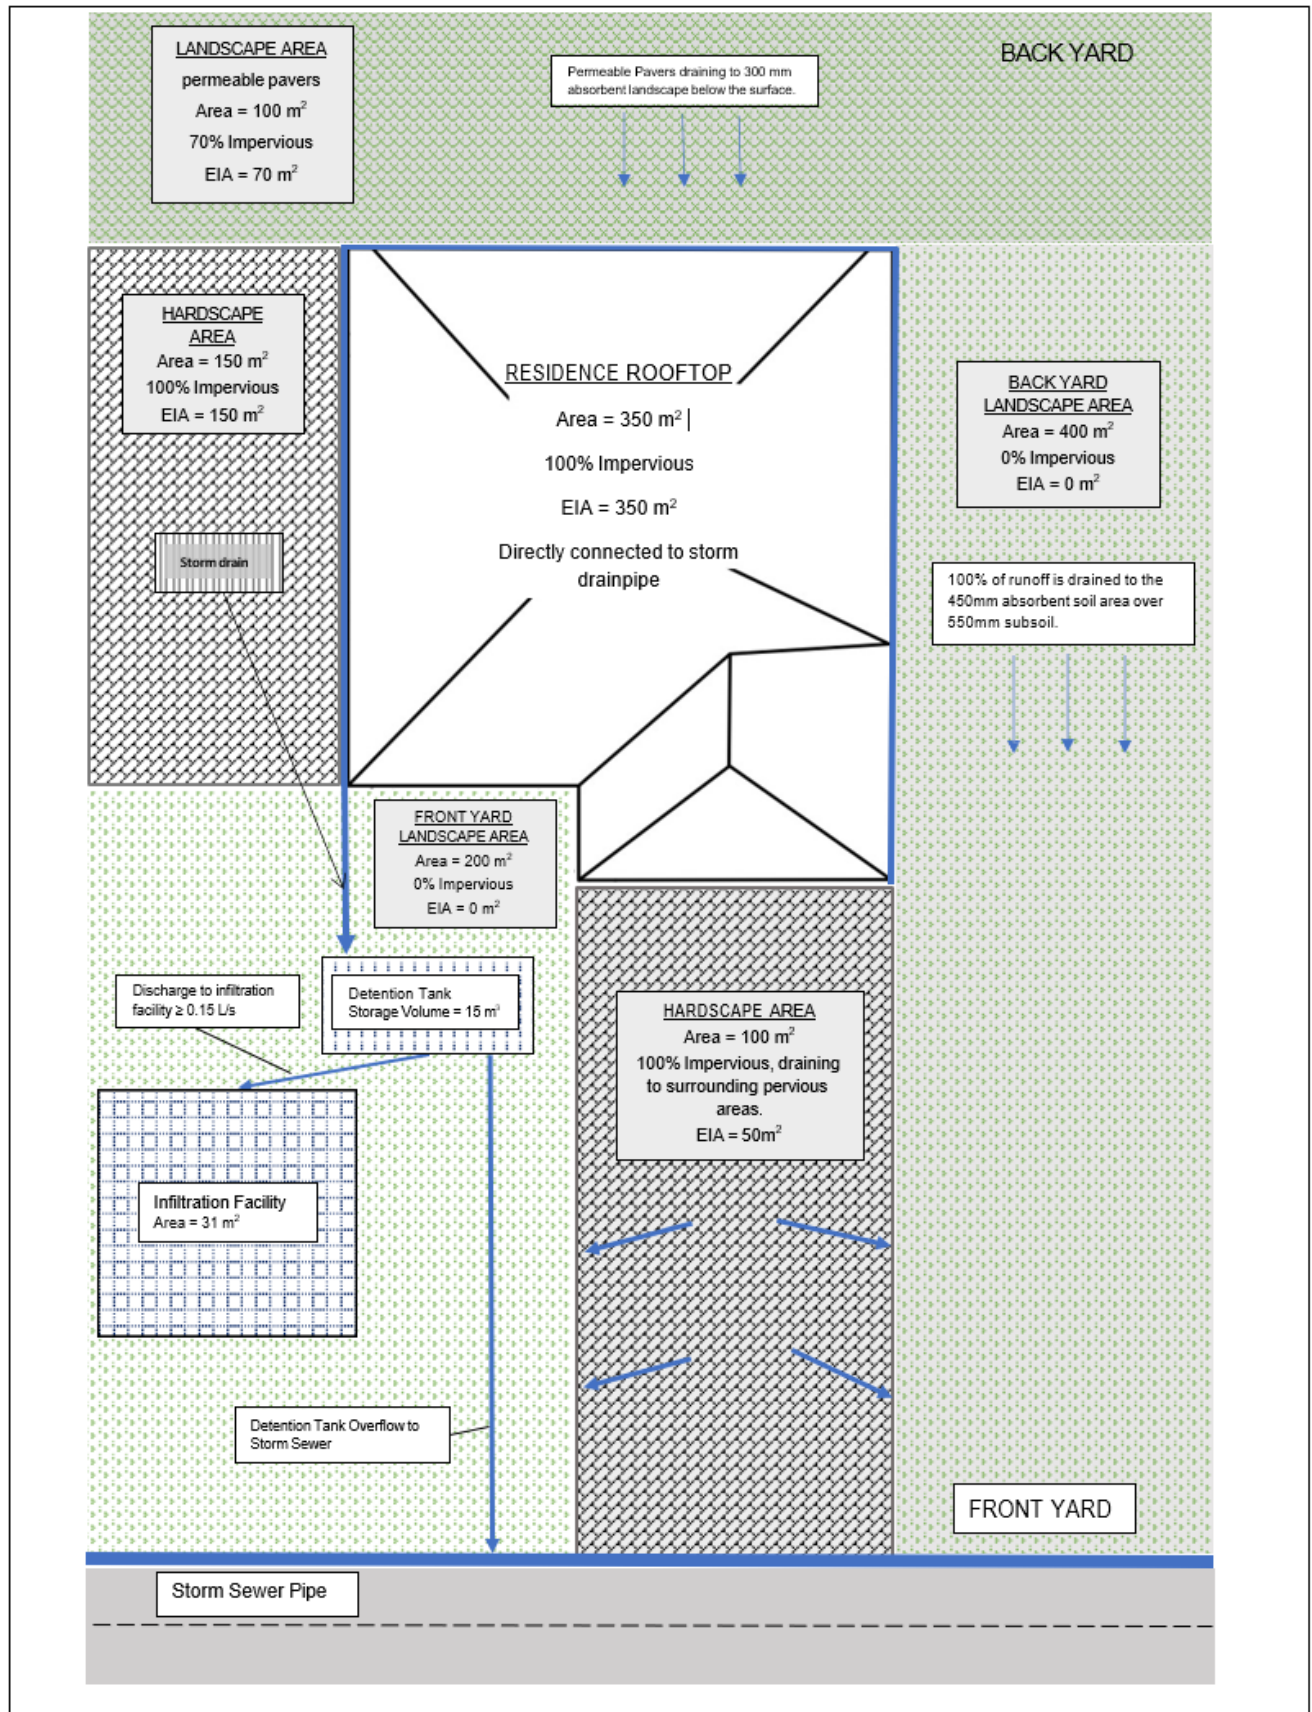 LANDSCAPE AREA
permeable pavers
Area = 100 m²
70% Impervious
EIA = 70 m²
Permeable Pavers draining to 300 mm
absorbent landscape below the surface.
BACK YARD
HARDSCAPE
AREA
Area = 150 m²
100% Impervious
EIA = 150 m²
RESIDENCE ROOFTOP
Area = 350 m²
100% Impervious
EIA = 350 m²
Directly connected to storm
drainpipe
BACK YARD
LANDSCAPE AREA
Area = 400 m²
0% Impervious
EIA = 0 m²
Storm drain
100% of runoff is drained to the
450mm absorbent soil area over
550mm subsoil.
FRONT YARD
LANDSCAPE AREA
Area = 200 m²
0% Impervious
EIA = 0 m²
Discharge to infiltration
facility ≥ 0.15 L/s
Detention Tank
Storage Volume = 15 m³
HARDSCAPE AREA
Area = 100 m²
100% Impervious, draining
to surrounding pervious
areas.
EIA = 50m²
Infiltration Facility
Area = 31 m²
Detention Tank Overflow to
Storm Sewer
FRONT YARD
Storm Sewer Pipe